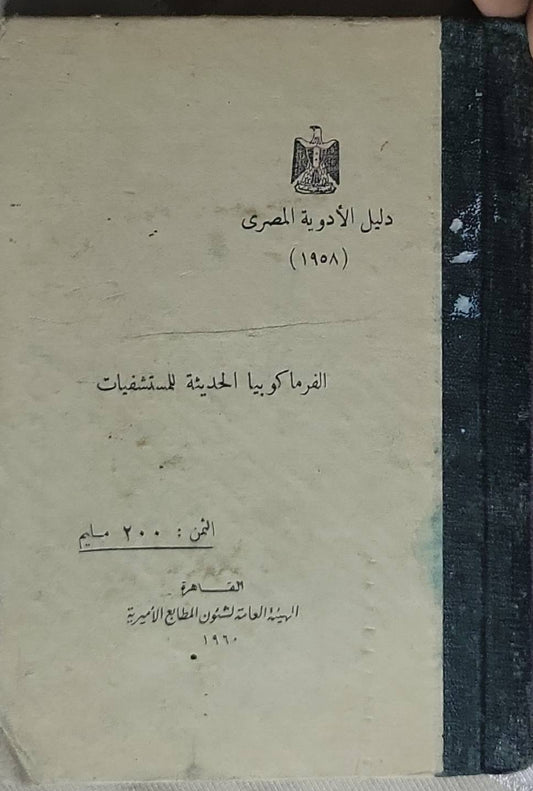 دليل الأدوية المصرى
(١٩٥٨)
الفرماكوبيا الحديثة للمستشفيات
الثمن : ٢٠٠ مليم
القاهرة
الهيئة العامة لشئون المطابع الأميرية
١٩٦٠